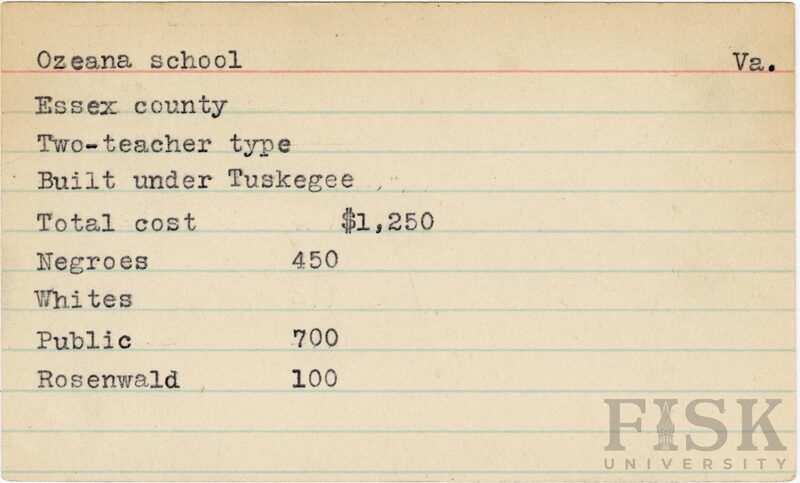 Ozeana school Va.
Essex county
Two-teacher type
Built under Tuskegee
Total cost $1,250
Negroes 450
Whites
Public 700
Rosenwald 100
FISK
UNIVERSITY